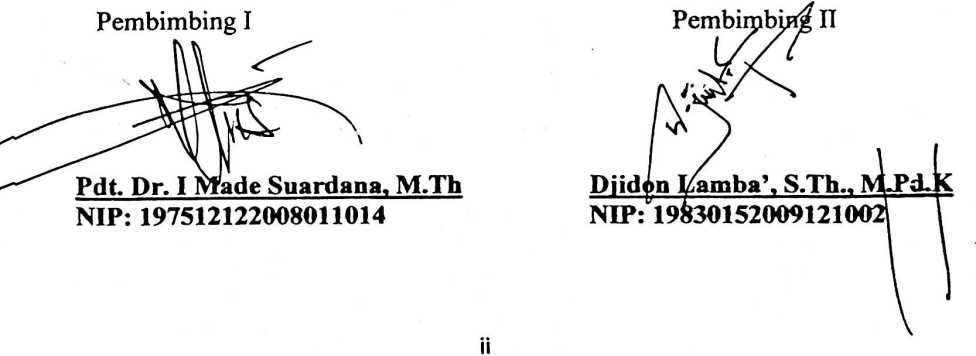 Pembimbing I
Pembimbing II
Pdt. Dr. I Made Suardana, M.Th
NIP: 197512122008011014
Djidon Lamba', S.Th., M.Pd.K
NIP: 19830152009121002
ii